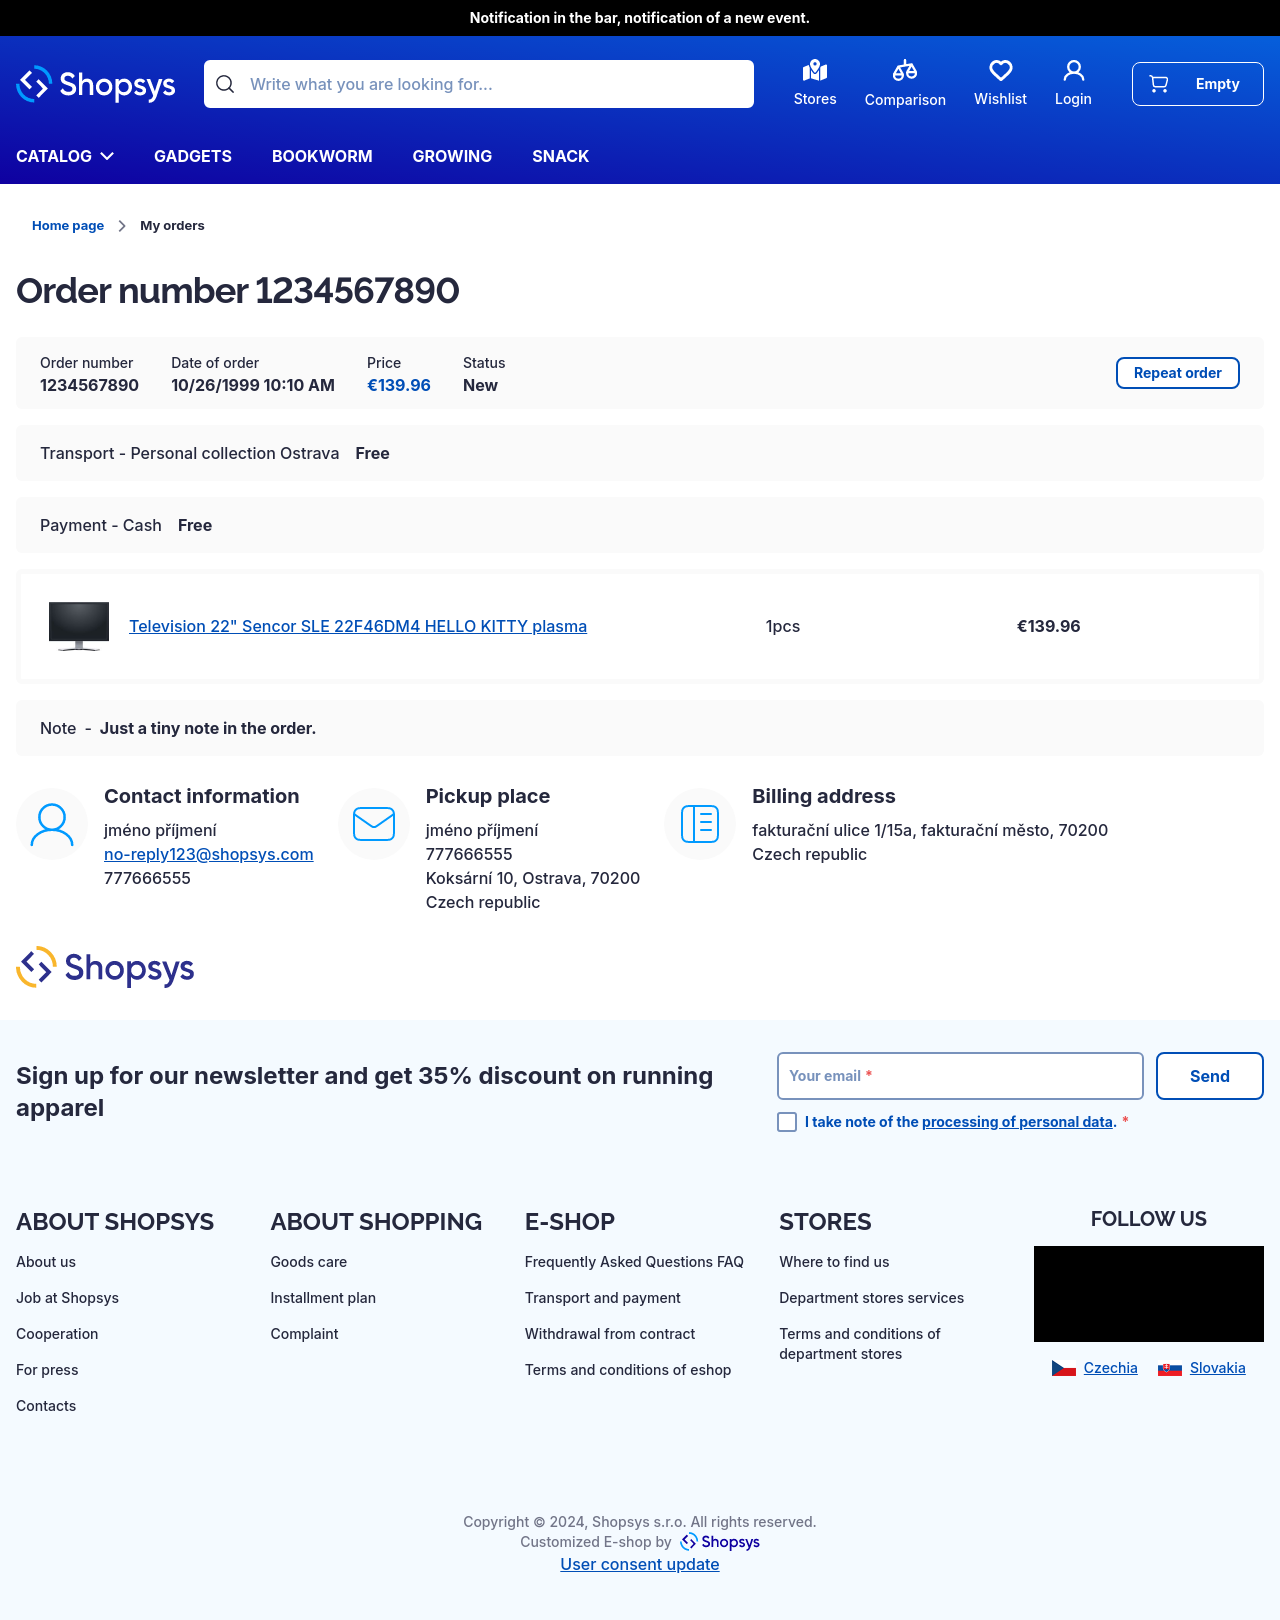 Notification in the bar, notification of a new event.
Shopsys
Write what you are looking for...
Stores
Comparison
Wishlist
Login
Empty
CATALOG
GADGETS
BOOKWORM
GROWING
SNACK
Home page
My orders
Order number 1234567890
Order number
1234567890
Date of order
10/26/1999 10:10 AM
Price
€139.96
Status
New
Repeat order
Transport - Personal collection Ostrava Free
Payment - Cash Free
Television 22" Sencor SLE 22F46DM4 HELLO KITTY plasma
1pcs
€139.96
Note - Just a tiny note in the order.
Contact information
jméno příjmení
no-reply123@shopsys.com
777666555
Pickup place
jméno příjmení
777666555
Koksární 10, Ostrava, 70200
Czech republic
Billing address
fakturační ulice 1/15a, fakturační město, 70200
Czech republic
Shopsys
Sign up for our newsletter and get 35% discount on running
apparel
Your email *
Send
I take note of the processing of personal data. *
ABOUT SHOPSYS
About us
Job at Shopsys
Cooperation
For press
Contacts
ABOUT SHOPPING
Goods care
Installment plan
Complaint
E-SHOP
Frequently Asked Questions FAQ
Transport and payment
Withdrawal from contract
Terms and conditions of eshop
STORES
Where to find us
Department stores services
Terms and conditions of
department stores
FOLLOW US
Czechia
Slovakia
Copyright © 2024, Shopsys s.r.o. All rights reserved.
Customized E-shop by Shopsys
User consent update